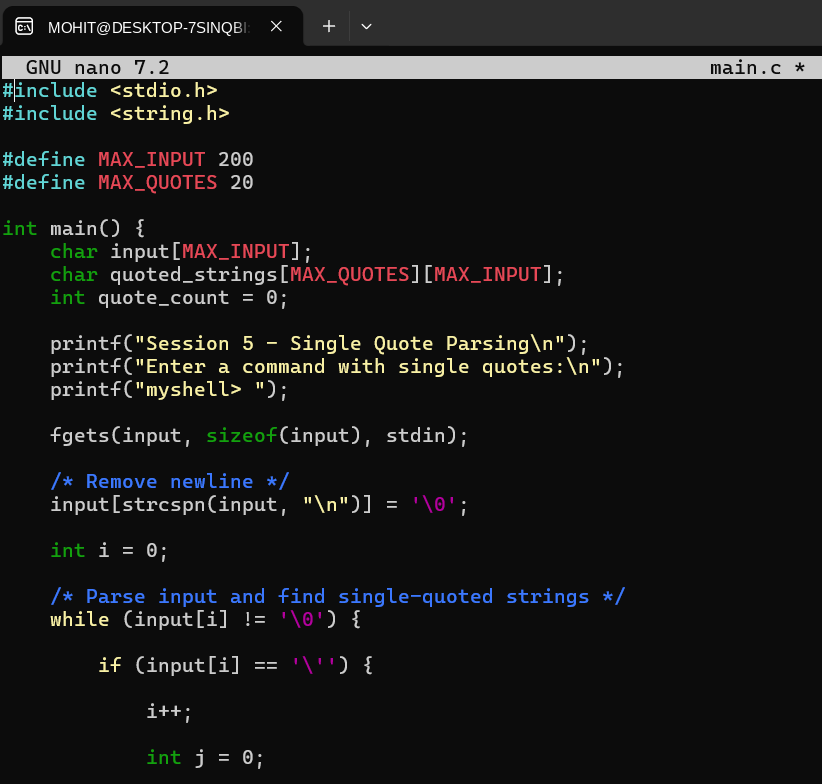 MOHIT@DESKTOP-7SINQBI:
GNU nano 7.2 main.c *
#include <stdio.h>
#include <string.h>
#define MAX_INPUT 200
#define MAX_QUOTES 20
int main() {
    char input[MAX_INPUT];
    char quoted_strings[MAX_QUOTES][MAX_INPUT];
    int quote_count = 0;
    printf("Session 5 - Single Quote Parsing\n");
    printf("Enter a command with single quotes:\n");
    printf("myshell> ");
    fgets(input, sizeof(input), stdin);
    /* Remove newline */
    input[strcspn(input, "\n")] = '\0';
    int i = 0;
    /* Parse input and find single-quoted strings */
    while (input[i] != '\0') {
        if (input[i] == '\'') {
            i++;
            int j = 0;